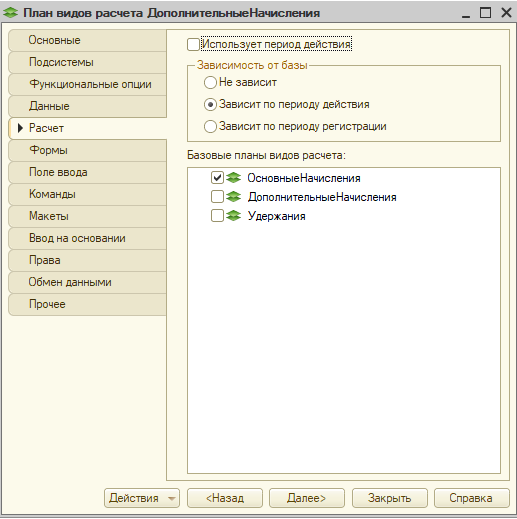 План видов расчета ДополнительныеНачисления
Основные
Подсистемы
Функциональные опции
Данные
Расчет
Формы
Поле ввода
Команды
Макеты
Ввод на основании
Права
Обмен данными
Прочее
Использует период действия
Зависимость от базы
Не зависит
Зависит по периоду действия
Зависит по периоду регистрации
Базовые планы видов расчета:
ОсновныеНачисления
ДополнительныеНачисления
Удержания
Действия
<Назад
Далее>
Закрыть
Справка